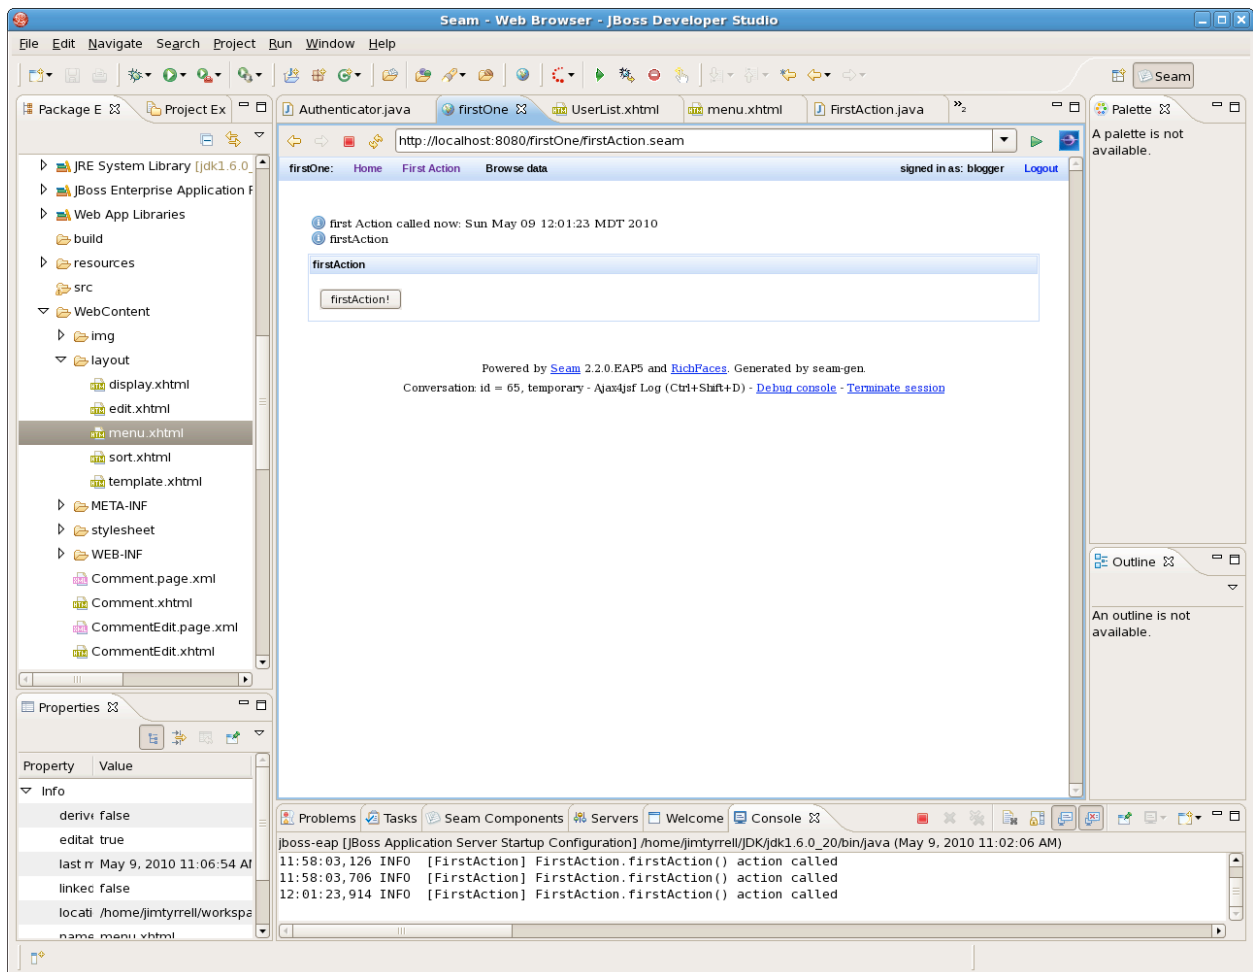 Seam - Web Browser - JBoss Developer Studio
File Edit Navigate Search Project Run Window Help
Seam
Package E Project Ex
JRE System Library [jdk1.6.0_
JBoss Enterprise Application F
Web App Libraries
build
resources
src
WebContent
img
layout
display.xhtml
edit.xhtml
menu.xhtml
sort.xhtml
template.xhtml
META-INF
stylesheet
WEB-INF
Comment.page.xml
Comment.xhtml
CommentEdit.page.xml
CommentEdit.xhtml
Properties
Property Value
Info
derive false
editab true
last m May 9, 2010 11:06:54 AM
linked false
locati /home/jimtyrrell/workspa
name menu.xhtml
Authenticator.java firstOne UserList.xhtml menu.xhtml FirstAction.java »2
http://localhost:8080/firstOne/firstAction.seam
firstOne: Home First Action Browse data signed in as: blogger Logout
first Action called now: Sun May 09 12:01:23 MDT 2010
firstAction
firstAction
firstAction!
Powered by Seam 2.2.0.EAP5 and RichFaces. Generated by seam-gen.
Conversation: id = 65, temporary - Ajax4jsf Log (Ctrl+Shift+D) - Debug console - Terminate session
Palette
A palette is not
available.
Outline
An outline is not
available.
Problems Tasks Seam Components Servers Welcome Console
jboss-eap [JBoss Application Server Startup Configuration] /home/jimtyrrell/JDK/jdk1.6.0_20/bin/java (May 9, 2010 11:02:06 AM)
11:58:03,126 INFO [FirstAction] FirstAction.firstAction() action called
11:58:03,706 INFO [FirstAction] FirstAction.firstAction() action called
12:01:23,914 INFO [FirstAction] FirstAction.firstAction() action called